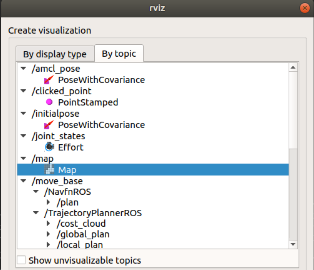 rviz
Create visualization
By display type
By topic
/amcl_pose
PoseWithCovariance
/clicked_point
PointStamped
/initialpose
PoseWithCovariance
/joint_states
Effort
/map
Map
/move_base
/NavfnROS
/plan
/TrajectoryPlannerROS
/cost_cloud
/global_plan
/local_plan
Show unvisualizable topics